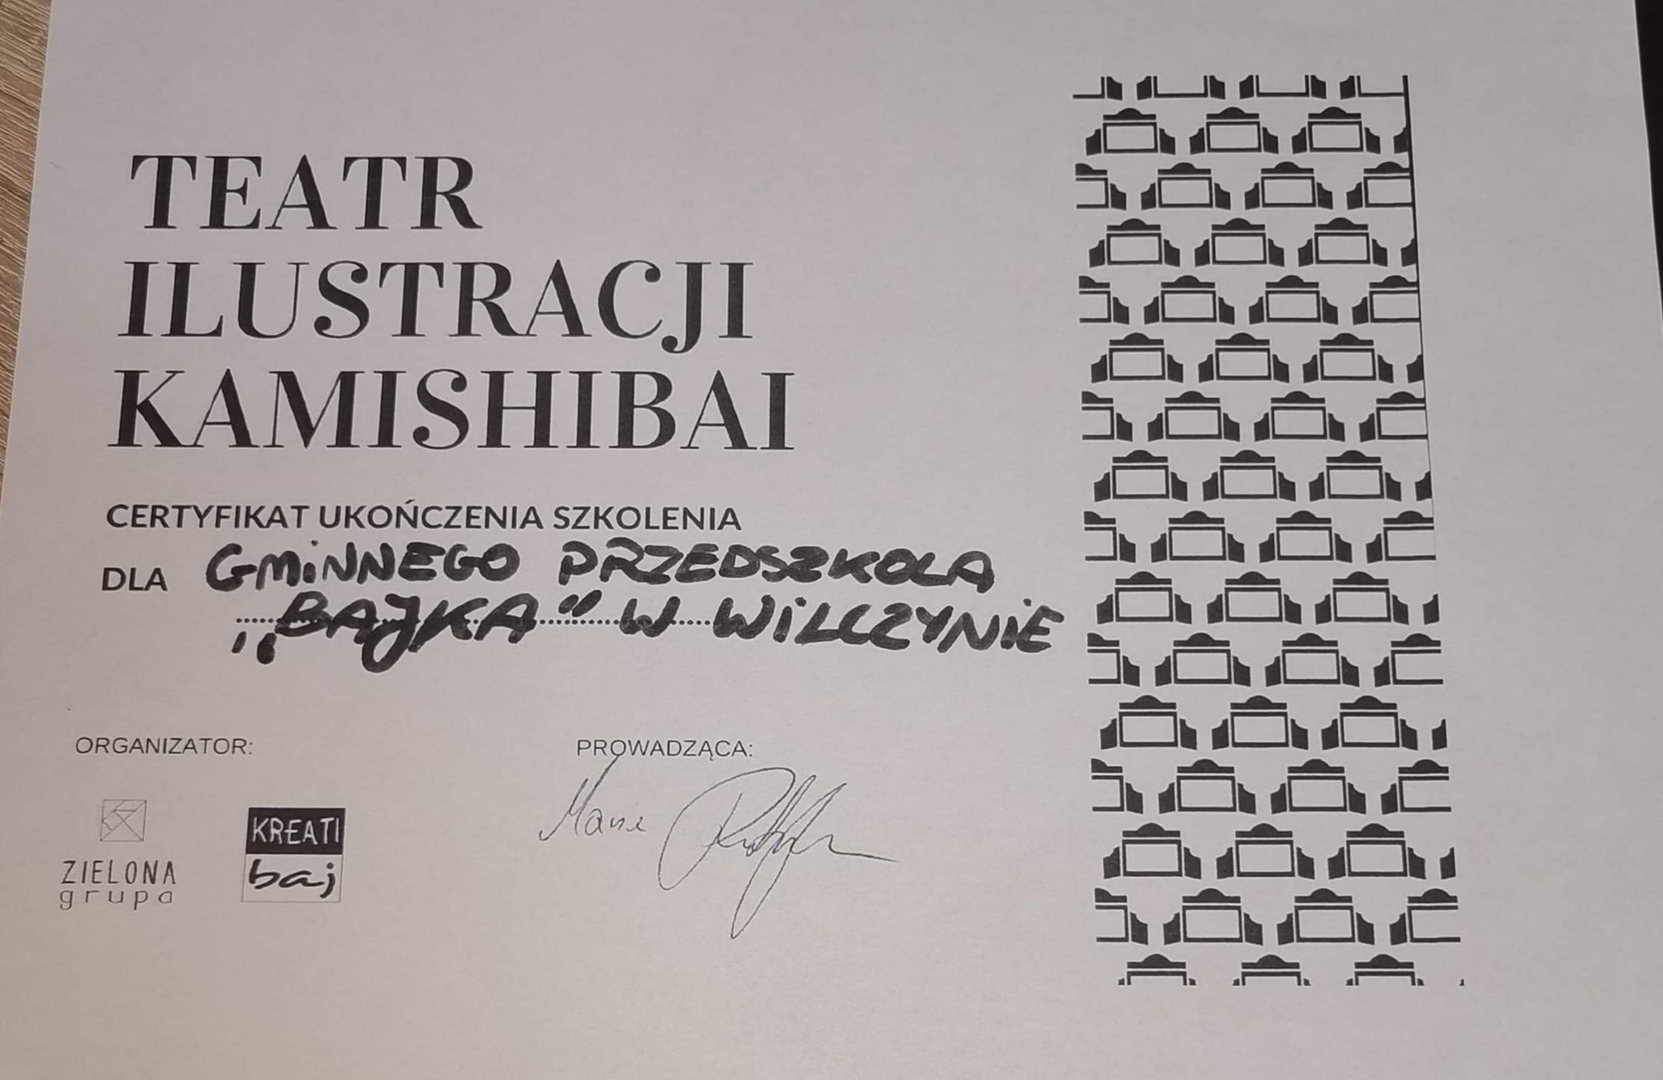 TEATR
ILUSTRACJI
KAMISHIBAI
CERTYFIKAT UKOŃCZENIA SZKOLENIA
DLA GMiNNEGO PRZEDSZKOLA
„BAJKA" W WiLCZYNiE
ORGANIZATOR:
PROWADZĄCA:
ZIELONA
grupa
KREATI
baj